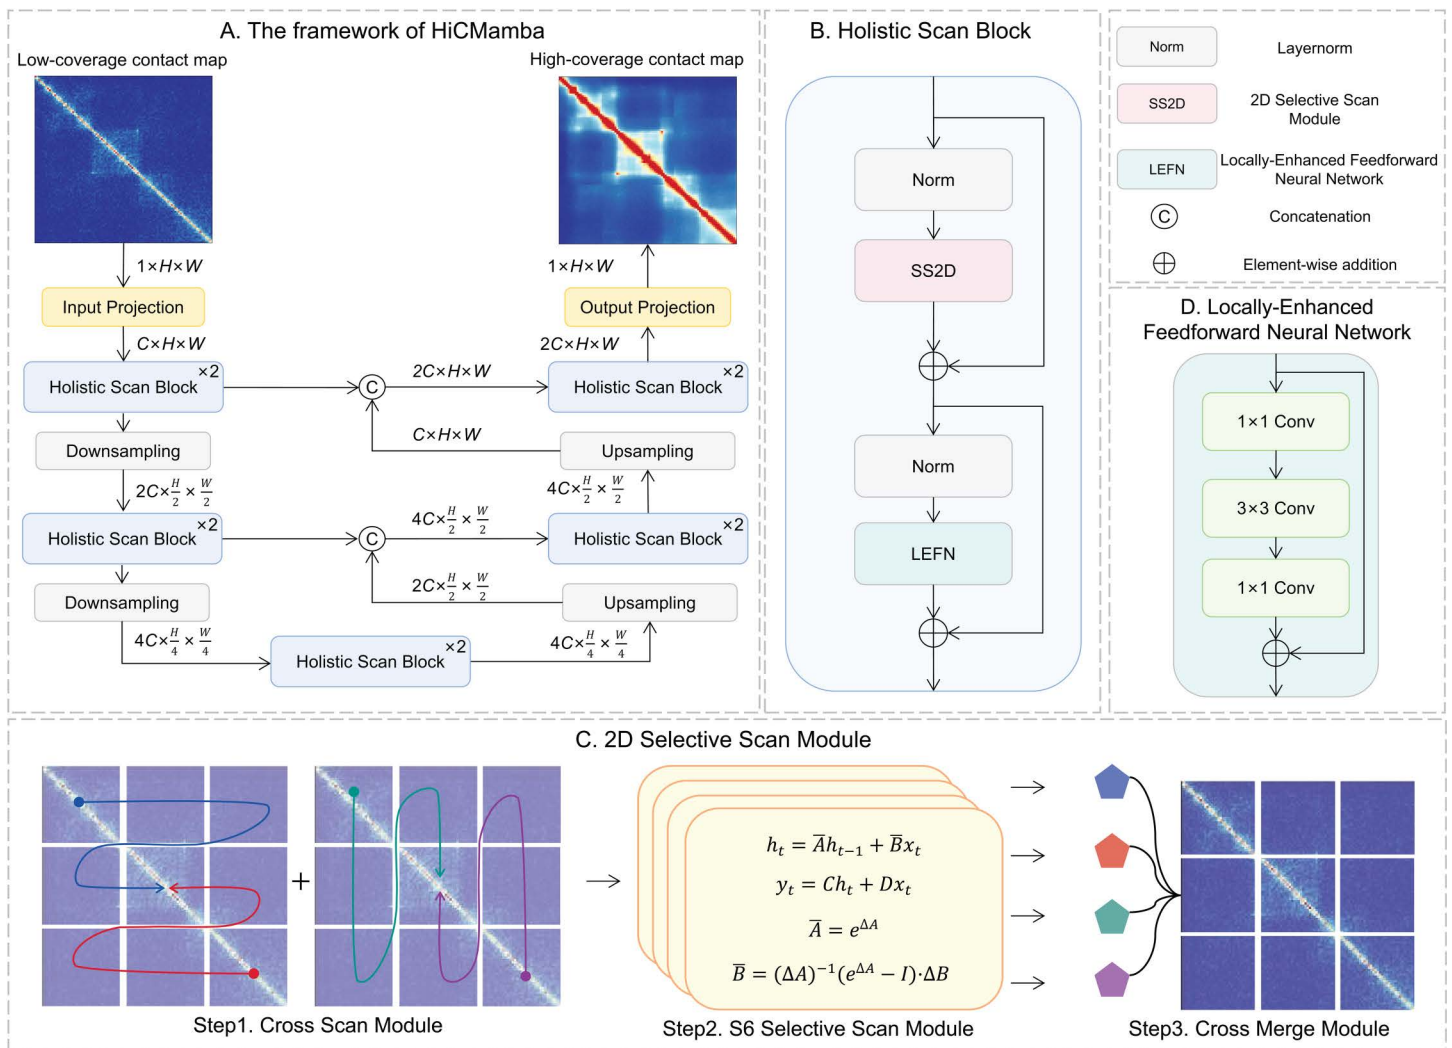 A. The framework of HiCMamba
Low-coverage contact map
High-coverage contact map
1×H×W
1×H×W
Input Projection
Output Projection
C×H×W
2C×H×W
Holistic Scan Block ×2
C
2C×H×W
Holistic Scan Block ×2
C×H×W
Downsampling
Upsampling
2C×H/2×W/2
4C×H/2×W/2
Holistic Scan Block ×2
C
4C×H/2×W/2
Holistic Scan Block ×2
2C×H/2×W/2
Downsampling
Upsampling
4C×H/4×W/4
Holistic Scan Block ×2
4C×H/4×W/4
B. Holistic Scan Block
Norm
SS2D
Norm
LEFN
Norm
Layernorm
SS2D
2D Selective Scan
Module
LEFN
Locally-Enhanced Feedforward
Neural Network
C
Concatenation
Element-wise addition
D. Locally-Enhanced
Feedforward Neural Network
1×1 Conv
3×3 Conv
1×1 Conv
C. 2D Selective Scan Module
+
h_t = A̅h_{t−1} + B̅x_t
y_t = Ch_t + Dx_t
A̅ = e^{ΔA}
B̅ = (ΔA)^{−1}(e^{ΔA} − I)·ΔB
Step1. Cross Scan Module
Step2. S6 Selective Scan Module
Step3. Cross Merge Module